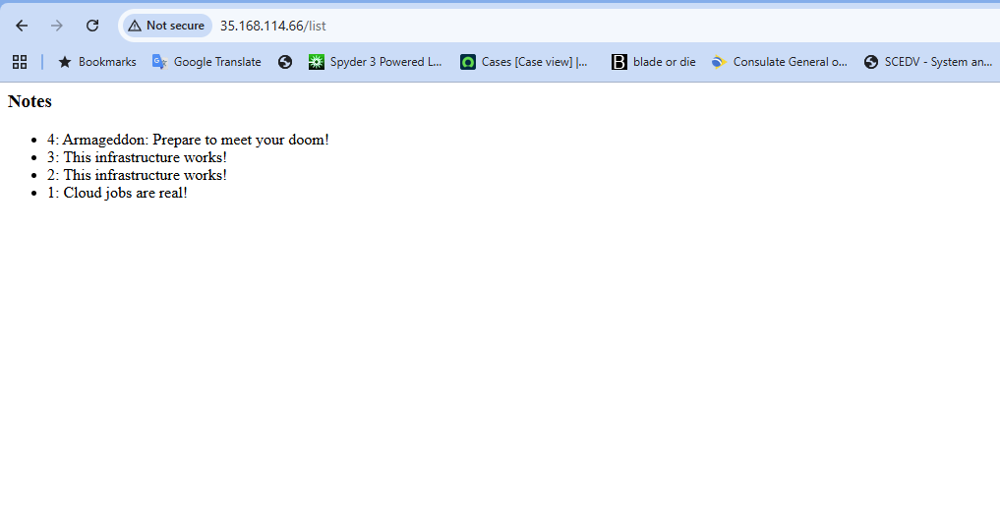 Not secure 35.168.114.66/list
Bookmarks Google Translate Spyder 3 Powered L... Cases [Case view] |... B blade or die Consulate General o... SCEDV - System an...
Notes
4: Armageddon: Prepare to meet your doom!
3: This infrastructure works!
2: This infrastructure works!
1: Cloud jobs are real!